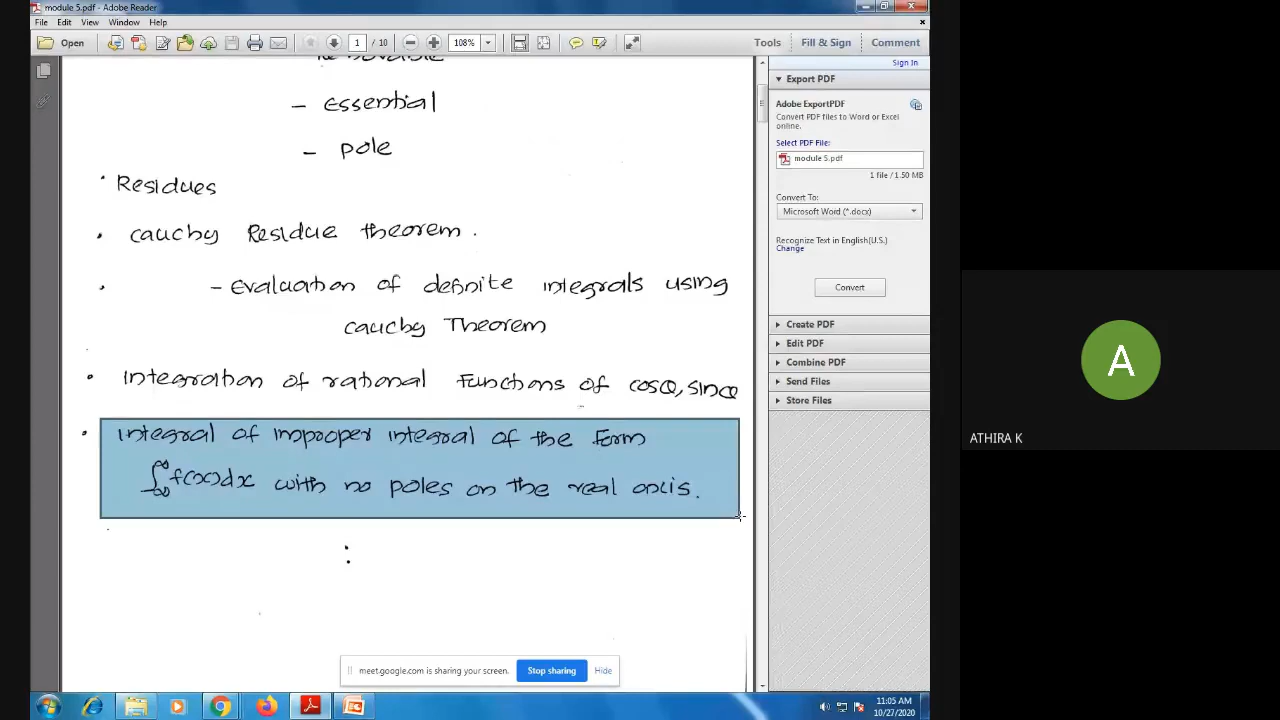 module 5.pdf - Adobe Reader
File Edit View Window Help
Open 1 / 10 108% Tools Fill & Sign Comment
Sign In
Export PDF
Adobe ExportPDF
Convert PDF files to Word or Excel
online.
Select PDF File:
module 5.pdf
1 file / 1.50 MB
Convert To:
Microsoft Word (*.docx)
Recognize Text in English(U.S.)
Change
Convert
Create PDF
Edit PDF
Combine PDF
Send Files
Store Files
- essential
- pole
• Residues
• cauchy Residue theorem.
• - Evaluation of definite integrals using
cauchy Theorem
• Integration of rational Functions of cosθ, sinθ
• Integral of improper integral of the Form
∫_{-∞}^{∞} f(x)dx with no poles on the real axis.
:
meet.google.com is sharing your screen. Stop sharing Hide
A
ATHIRA K
11:05 AM
10/27/2020